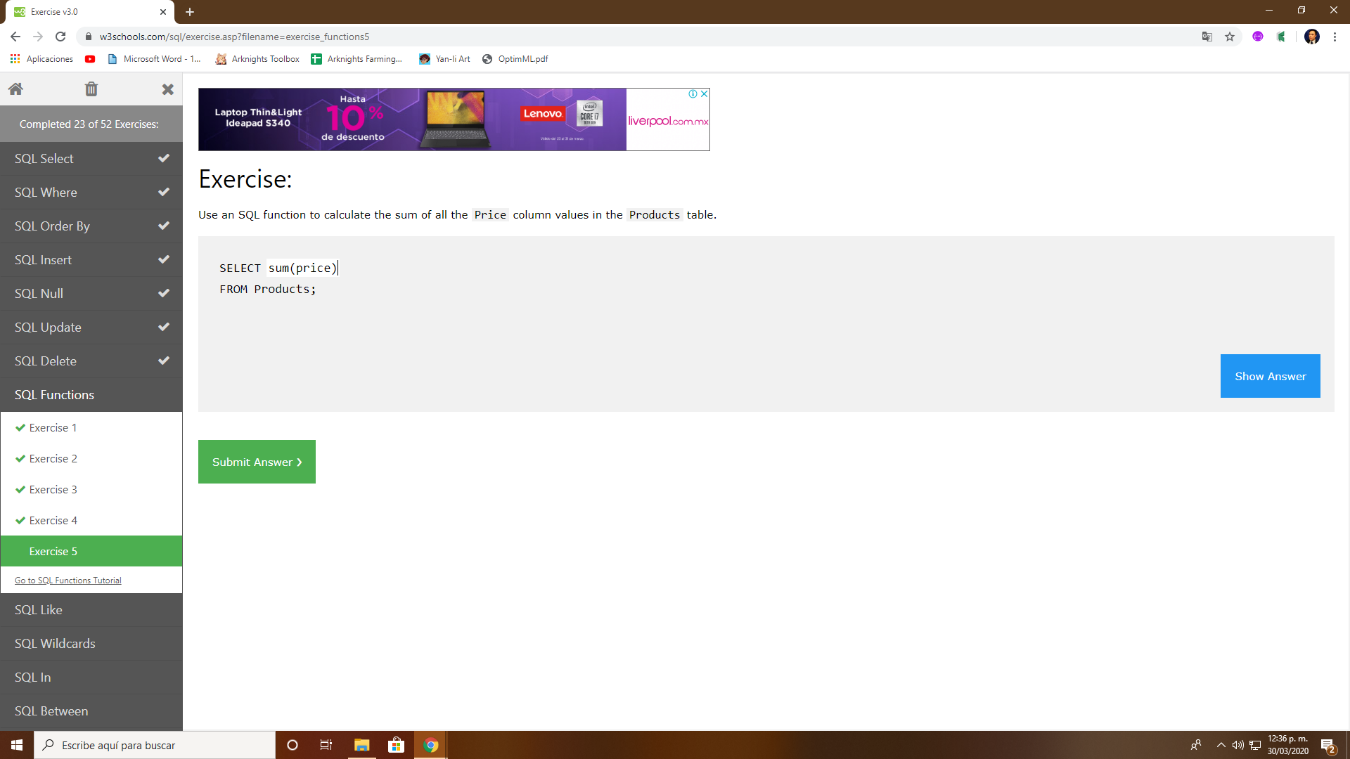 Exercise v3.0
w3schools.com/sql/exercise.asp?filename=exercise_functions5
Aplicaciones
Microsoft Word - 1...
Arknights Toolbox
Arknights Farming...
Yan-li Art
OptimML.pdf
Completed 23 of 52 Exercises:
SQL Select
SQL Where
SQL Order By
SQL Insert
SQL Null
SQL Update
SQL Delete
SQL Functions
Exercise 1
Exercise 2
Exercise 3
Exercise 4
Exercise 5
Go to SQL Functions Tutorial
SQL Like
SQL Wildcards
SQL In
SQL Between
Laptop Thin&Light
Ideapad S340
Hasta
10%
de descuento
Lenovo
intel
CORE i7
liverpool.com.mx
Exercise:
Use an SQL function to calculate the sum of all the Price column values in the Products table.
SELECT sum(price)
FROM Products;
Show Answer
Submit Answer ❯
Escribe aquí para buscar
12:36 p. m.
30/03/2020
2